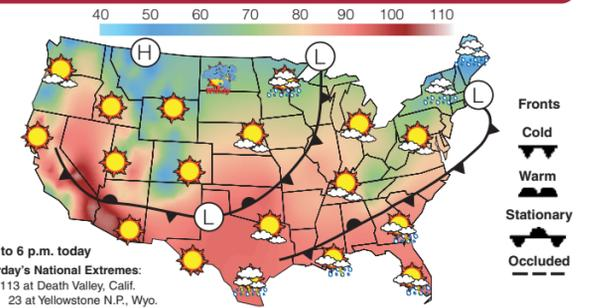 40 50 60 70 80 90 100 110
H
L
L
L
Fronts
Cold
Warm
Stationary
Occluded
to 6 p.m. today
rday's National Extremes:
113 at Death Valley, Calif.
23 at Yellowstone N.P., Wyo.